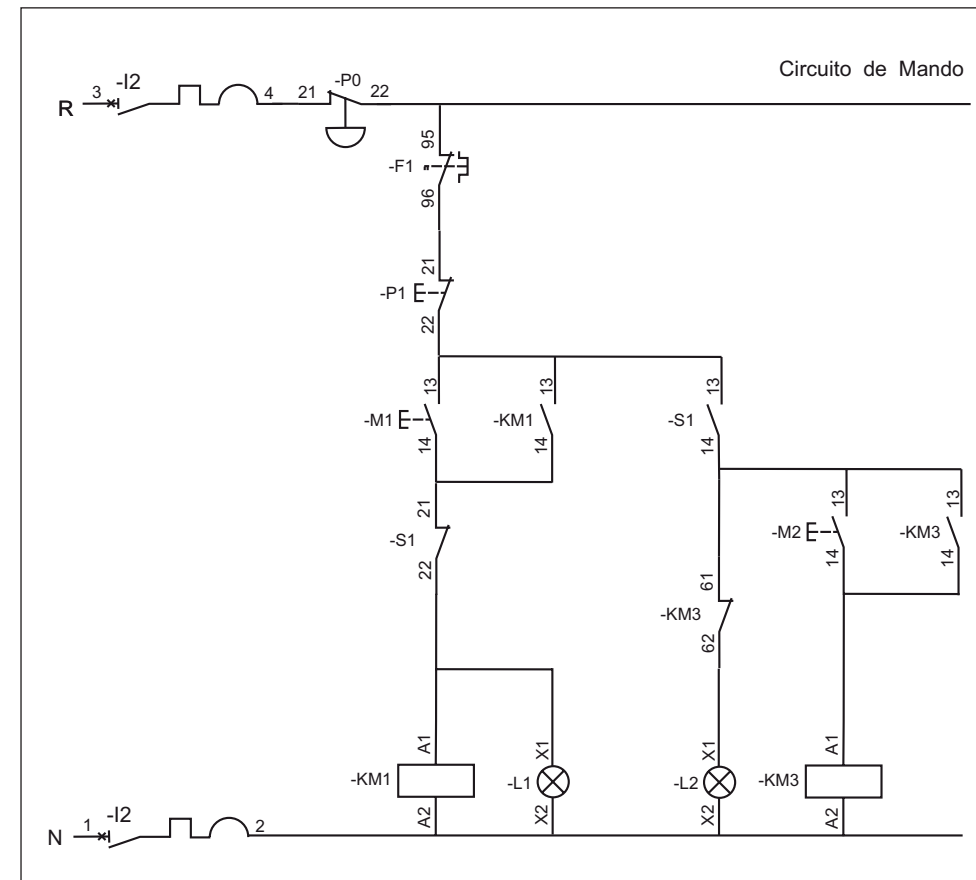 Circuito de Mando
R
3
-I2
4
21
-P0
22
95
-F1
96
21
-P1
22
13
-M1
14
13
-KM1
14
13
-S1
14
13
-M2
14
13
-KM3
14
21
-S1
22
61
-KM3
62
A1
-KM1
A2
X1
-L1
X2
X1
-L2
X2
A1
-KM3
A2
N
1
-I2
2